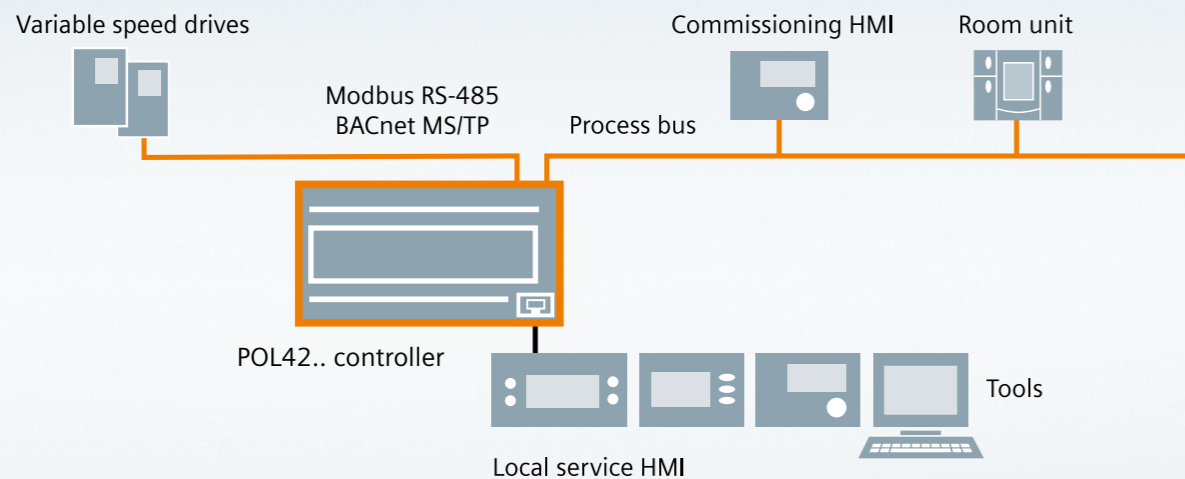 Variable speed drives
Commissioning HMI
Room unit
Modbus RS-485
BACnet MS/TP
Process bus
POL42.. controller
Tools
Local service HMI